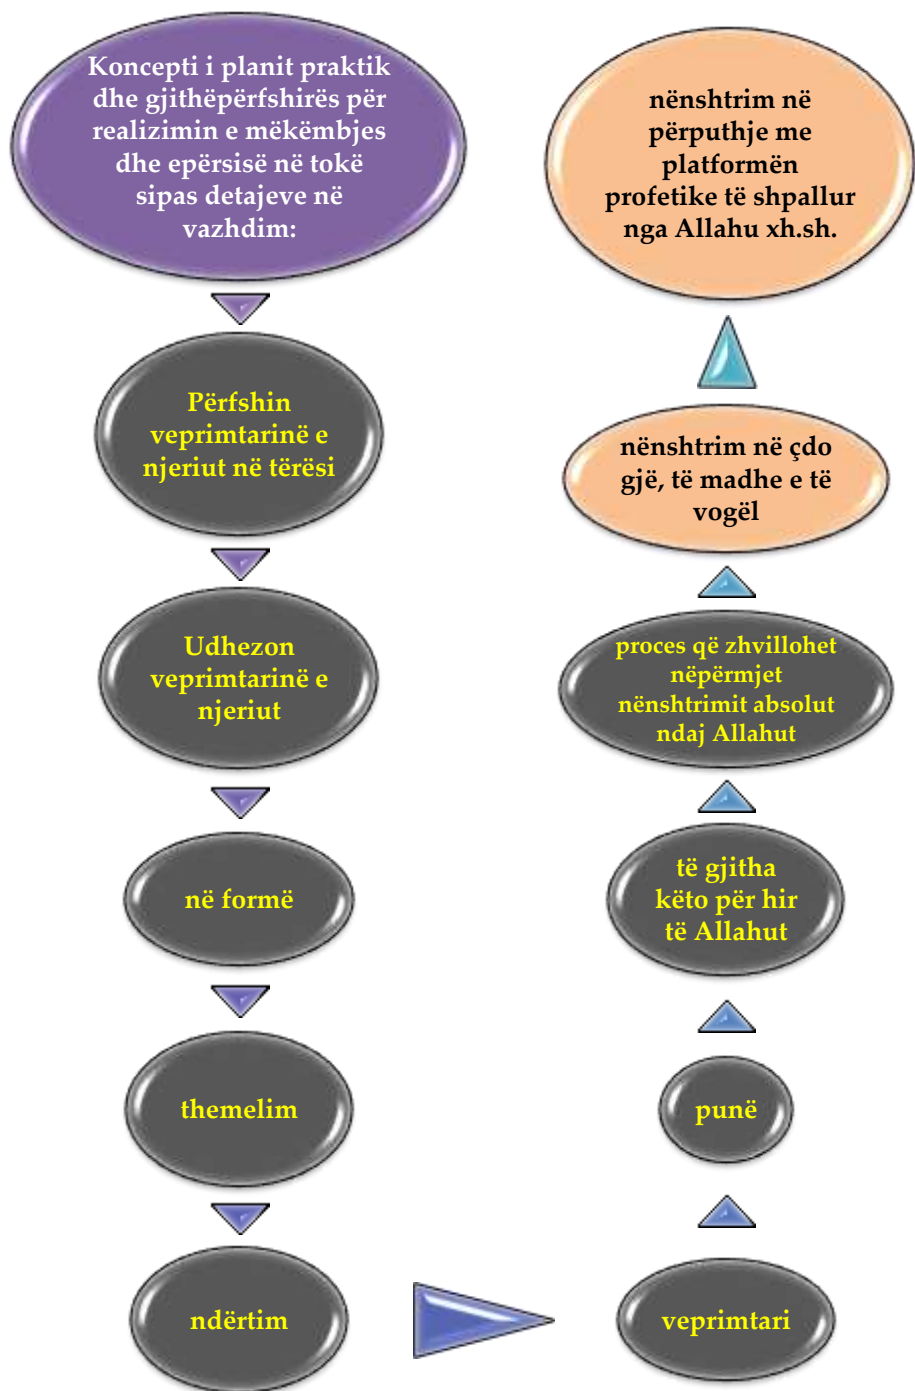 Koncepti i planit praktik
dhe gjithëpërfshirës për
realizimin e mëkëmbjes
dhe epërsisë në tokë
sipas detajeve në
vazhdim:
Përfshin
veprimtarinë e
njeriut në tërësi
Udhezon
veprimtarinë e
njeriut
në formë
themelim
ndërtim
veprimtari
punë
të gjitha
këto për hir
të Allahut
proces që zhvillohet
nëpërmjet
nënshtrimit absolut
ndaj Allahut
nënshtrim në çdo
gjë, të madhe e të
vogël
nënshtrim në
përputhje me
platformën
profetike të shpallur
nga Allahu xh.sh.